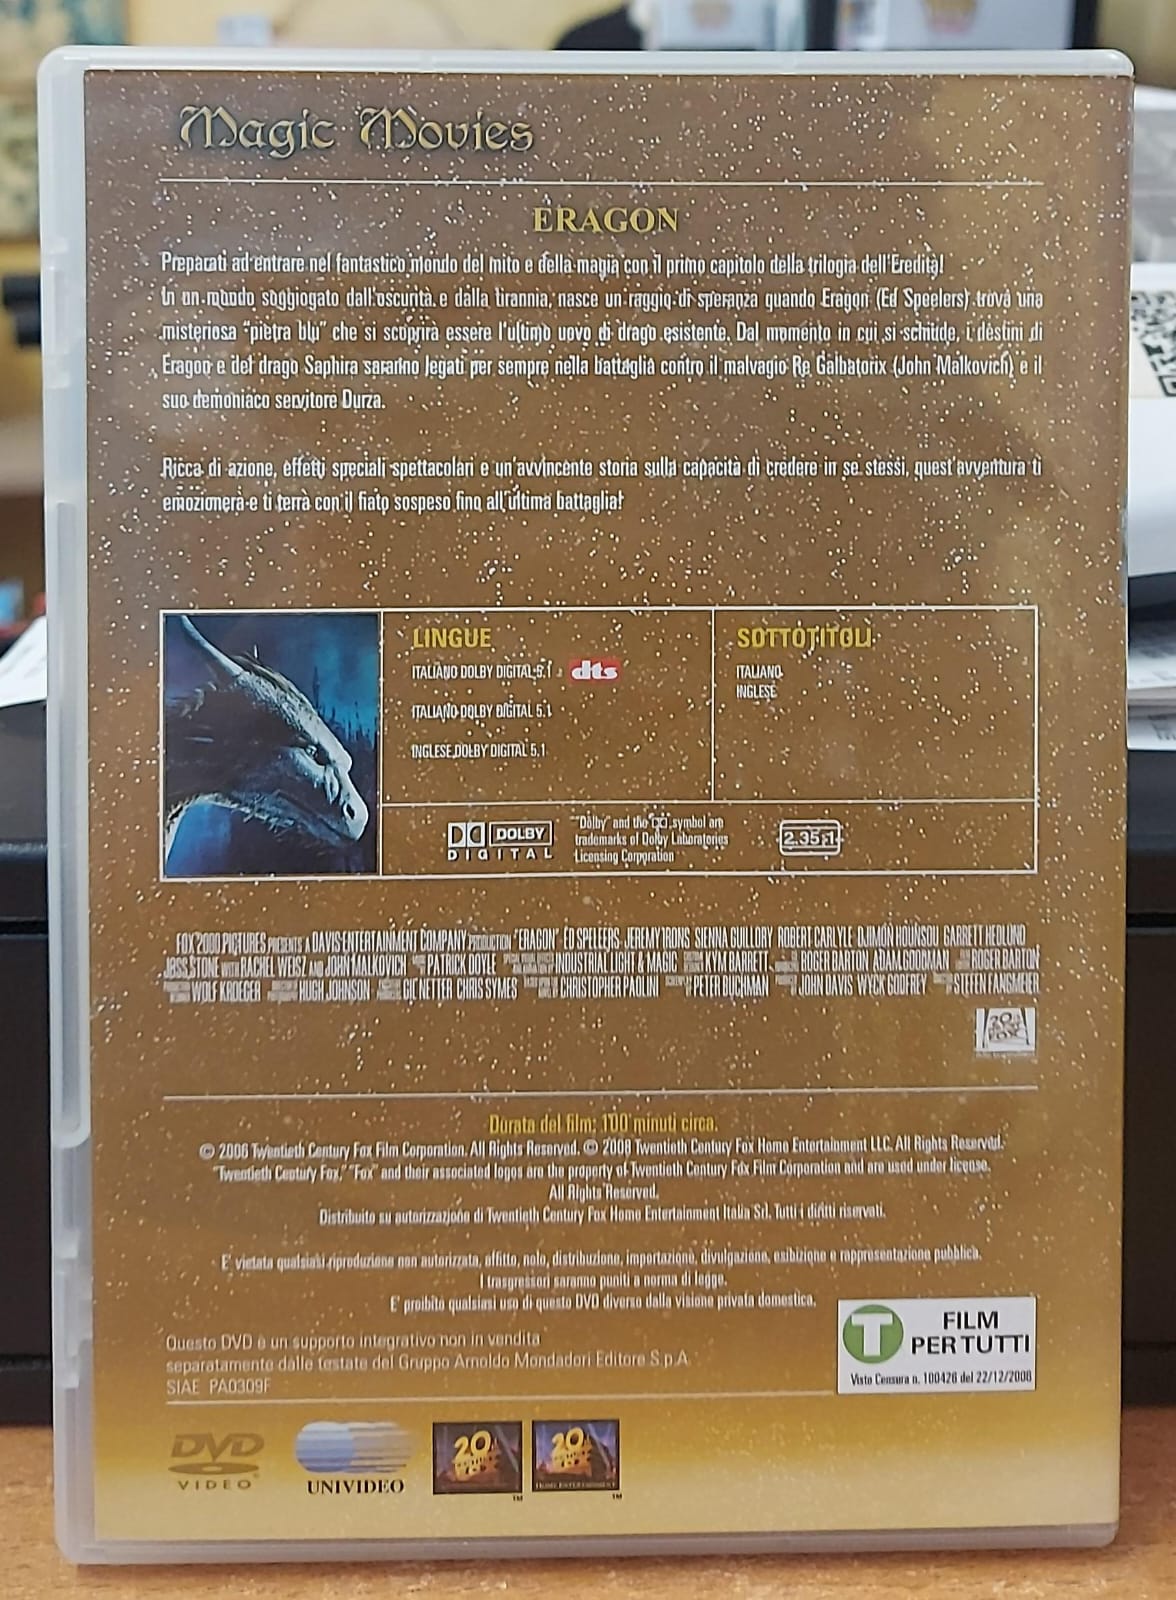 Magic Movies
ERAGON
Preparati ad entrare nel fantastico mondo del mito e della magia con il primo capitolo della trilogia dell'Eredità!
In un mondo soggiogato dall'oscurità e dalla tirannia, nasce un raggio di speranza quando Eragon (Ed Speelers) trova una
misteriosa "pietra blu" che si scoprirà essere l'ultimo uovo di drago esistente. Dal momento in cui si schiude, i destini di
Eragon e del drago Saphira saranno legati per sempre nella battaglia contro il malvagio Re Galbatorix (John Malkovich) e il
suo demoniaco servitore Durza.
Ricca di azione, effetti speciali spettacolari e un'avvincente storia sulla capacità di credere in se stessi, quest'avventura ti
emozionerà e ti terrà con il fiato sospeso fino all'ultima battaglia!
LINGUE
ITALIANO DOLBY DIGITAL 5.1 dts
ITALIANO DOLBY DIGITAL 5.1
INGLESE DOLBY DIGITAL 5.1
SOTTOTITOLI
ITALIANO
INGLESE
DOLBY
DIGITAL
"Dolby" and the symbol are
trademarks of Dolby Laboratories
Licensing Corporation
2.35:1
FOX 2000 PICTURES PRESENTS A DAVIS ENTERTAINMENT COMPANY PRODUCTION "ERAGON" ED SPELEERS JEREMY IRONS SIENNA GUILLORY ROBERT CARLYLE DJIMON HOUNSOU GARRETT HEDLUND
JOSS STONE WITH RACHEL WEISZ AND JOHN MALKOVICH PATRICK DOYLE INDUSTRIAL LIGHT & MAGIC KYM BARRETT ROGER BARTON ADAM GOODMAN ROGER BARTON
WOLF KROEGER HUGH JOHNSON GIL NETTER CHRIS SYMES CHRISTOPHER PAOLINI PETER BUCHMAN JOHN DAVIS WYCK GODFREY STEFEN FANGMEIER
20th CENTURY FOX
Durata del film: 100 minuti circa.
© 2006 Twentieth Century Fox Film Corporation. All Rights Reserved. © 2008 Twentieth Century Fox Home Entertainment LLC. All Rights Reserved.
"Twentieth Century Fox," "Fox" and their associated logos are the property of Twentieth Century Fox Film Corporation and are used under license.
All Rights Reserved.
Distribuito su autorizzazione di Twentieth Century Fox Home Entertainment Italia Srl. Tutti i diritti riservati.
E' vietata qualsiasi riproduzione non autorizzata, affitto, nolo, distribuzione, importazione, divulgazione, esibizione e rappresentazione pubblica.
I trasgressori saranno puniti a norma di legge.
E' proibito qualsiasi uso di questo DVD diverso dalla visione privata domestica.
Questo DVD è un supporto integrativo non in vendita
separatamente dalle testate del Gruppo Arnoldo Mondadori Editore S.p.A.
SIAE PA0309F
T FILM
PER TUTTI
Visto Censura n. 100426 del 22/12/2006
DVD
VIDEO
UNIVIDEO
20th CENTURY FOX
TM
20th CENTURY FOX
HOME ENTERTAINMENT
TM